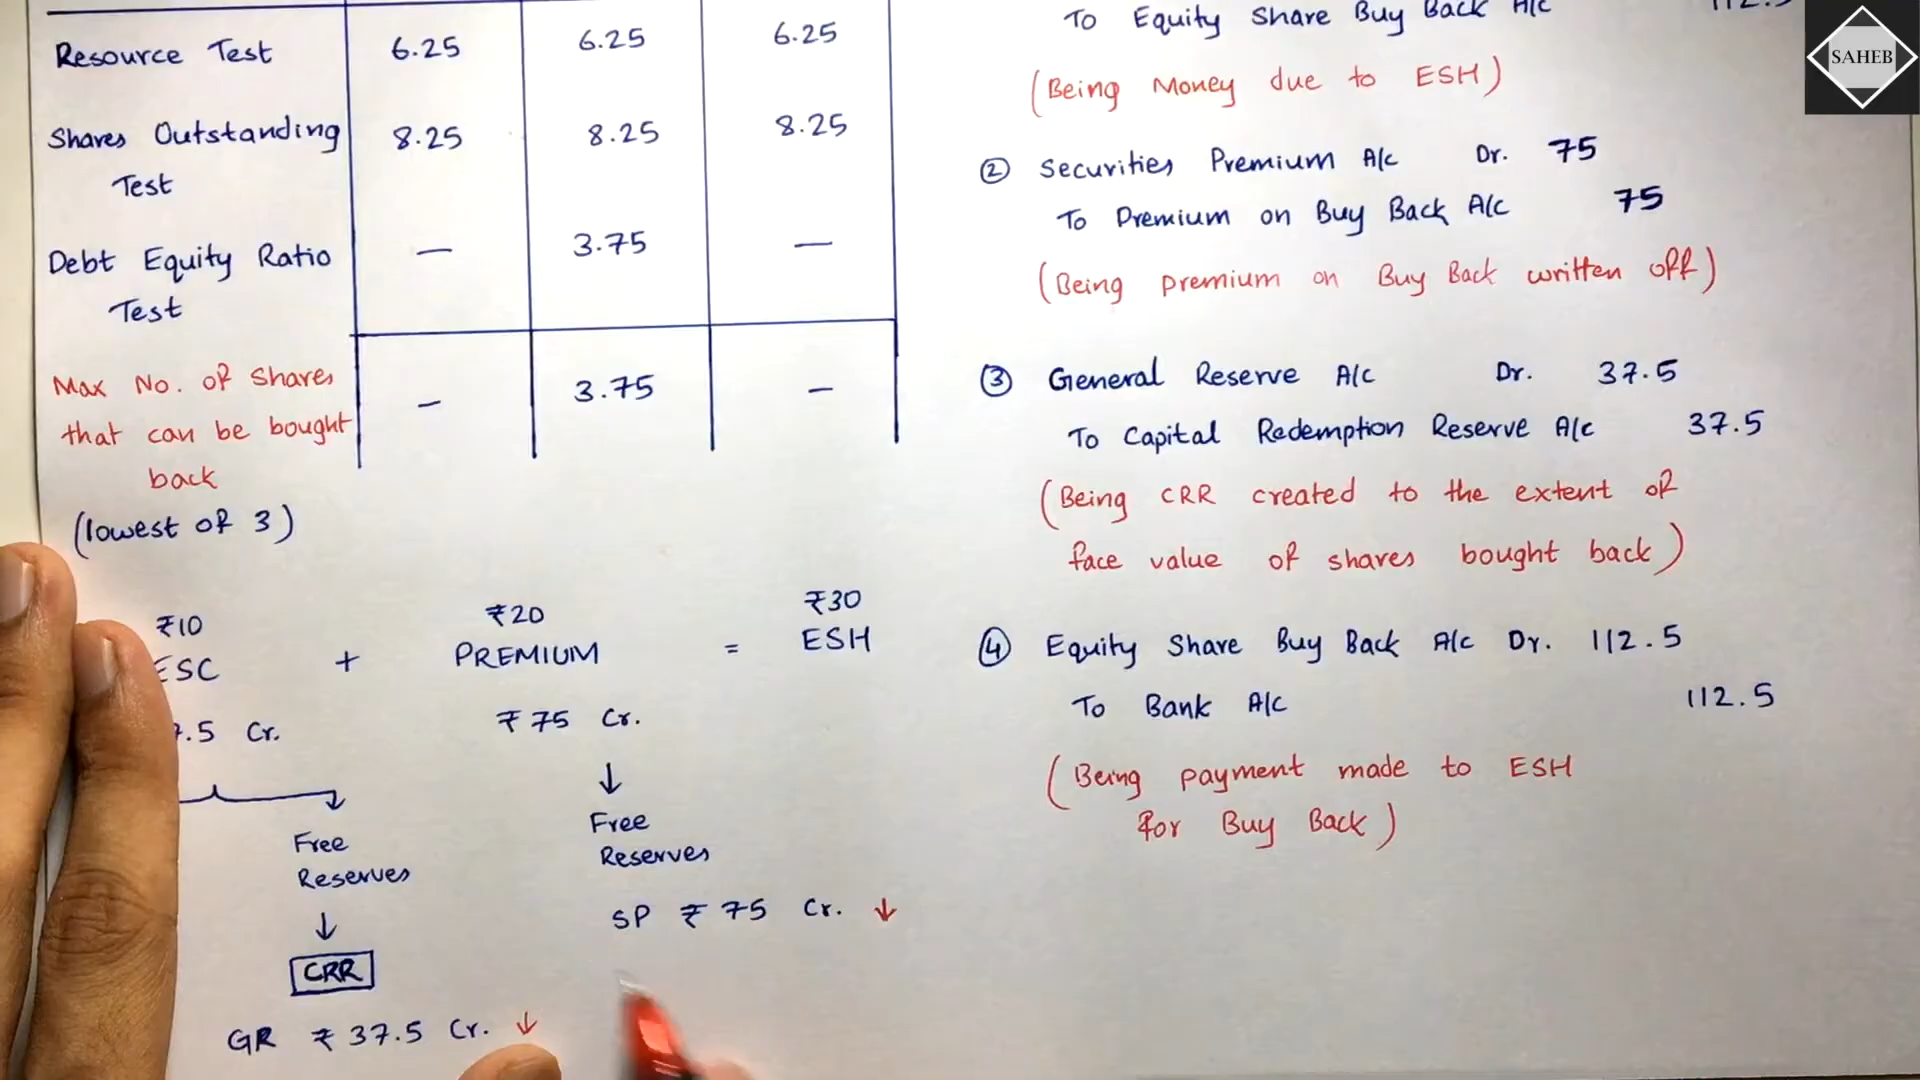 Resource Test 6.25 6.25 6.25
Shares Outstanding 8.25 8.25 8.25
Test
Debt Equity Ratio — 3.75 —
Test
Max No. of Shares — 3.75 —
that can be bought
back
(lowest of 3)
₹10 ₹20 ₹30
ESC + PREMIUM = ESH
.5 Cr. ₹ 75 Cr.
↓
Free Free
Reserves Reserves
↓ SP ₹ 75 Cr. ↓
CRR
GR ₹ 37.5 Cr. ↓
To Equity Share Buy Back A/c 112.5
(Being Money due to ESH)
② Securities Premium A/c Dr. 75
To Premium on Buy Back A/c 75
(Being premium on Buy Back written off)
③ General Reserve A/c Dr. 37.5
To Capital Redemption Reserve A/c 37.5
(Being CRR created to the extent of
face value of shares bought back)
④ Equity Share Buy Back A/c Dr. 112.5
To Bank A/c 112.5
(Being payment made to ESH
for Buy Back)
SAHEB